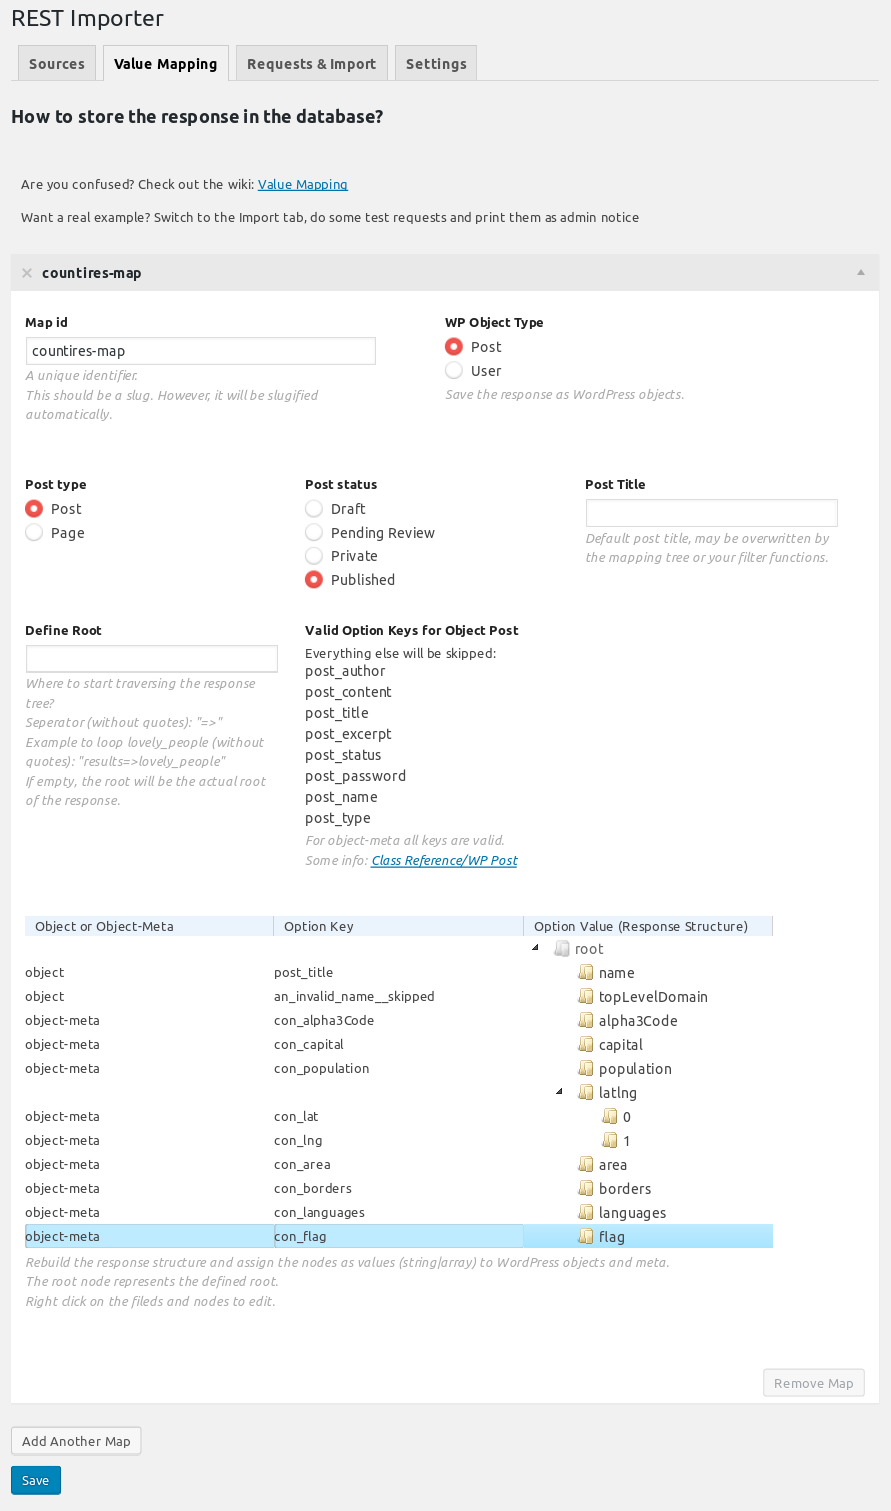 REST Importer
Sources
Value Mapping
Requests & Import
Settings
How to store the response in the database?
Are you confused? Check out the wiki: Value Mapping
Want a real example? Switch to the Import tab, do some test requests and print them as admin notice
countires-map
Map id
countires-map
A unique identifier.
This should be a slug. However, it will be slugified
automatically.
WP Object Type
Post
User
Save the response as WordPress objects.
Post type
Post
Page
Post status
Draft
Pending Review
Private
Published
Post Title
Default post title, may be overwritten by
the mapping tree or your filter functions.
Define Root
Where to start traversing the response
tree?
Seperator (without quotes): "=>"
Example to loop lovely_people (without
quotes): "results=>lovely_people"
If empty, the root will be the actual root
of the response.
Valid Option Keys for Object Post
Everything else will be skipped:
post_author
post_content
post_title
post_excerpt
post_status
post_password
post_name
post_type
For object-meta all keys are valid.
Some info: Class Reference/WP Post
Object or Object-Meta Option Key Option Value (Response Structure)
root
object post_title name
object an_invalid_name__skipped topLevelDomain
object-meta con_alpha3Code alpha3Code
object-meta con_capital capital
object-meta con_population population
latlng
object-meta con_lat 0
object-meta con_lng 1
object-meta con_area area
object-meta con_borders borders
object-meta con_languages languages
object-meta con_flag flag
Rebuild the response structure and assign the nodes as values (string|array) to WordPress objects and meta.
The root node represents the defined root.
Right click on the fileds and nodes to edit.
Remove Map
Add Another Map
Save